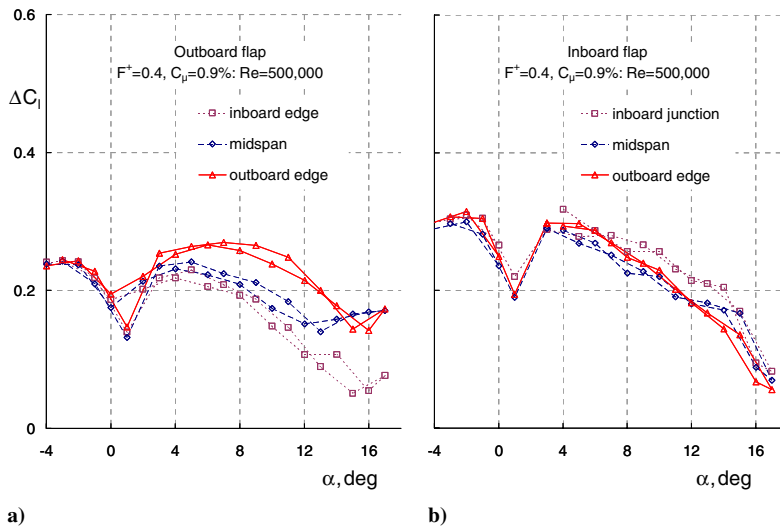 0.6
0.4
0.2
0
ΔCl
Outboard flap
F+=0.4, Cμ=0.9%: Re=500,000
inboard edge
midspan
outboard edge
-4 0 4 8 12 16
α, deg
a)
Inboard flap
F+=0.4, Cμ=0.9%: Re=500,000
inboard junction
midspan
outboard edge
-4 0 4 8 12 16
α, deg
b)